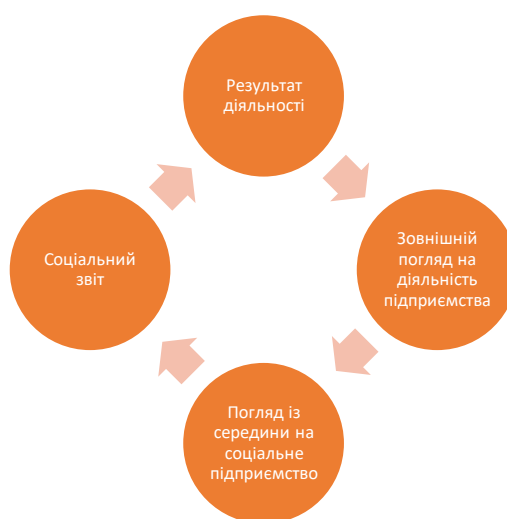 Результат
діяльності
Зовнішній
погляд на
діяльність
підприємства
Погляд із
середини на
соціальне
підприємство
Соціальний
звіт